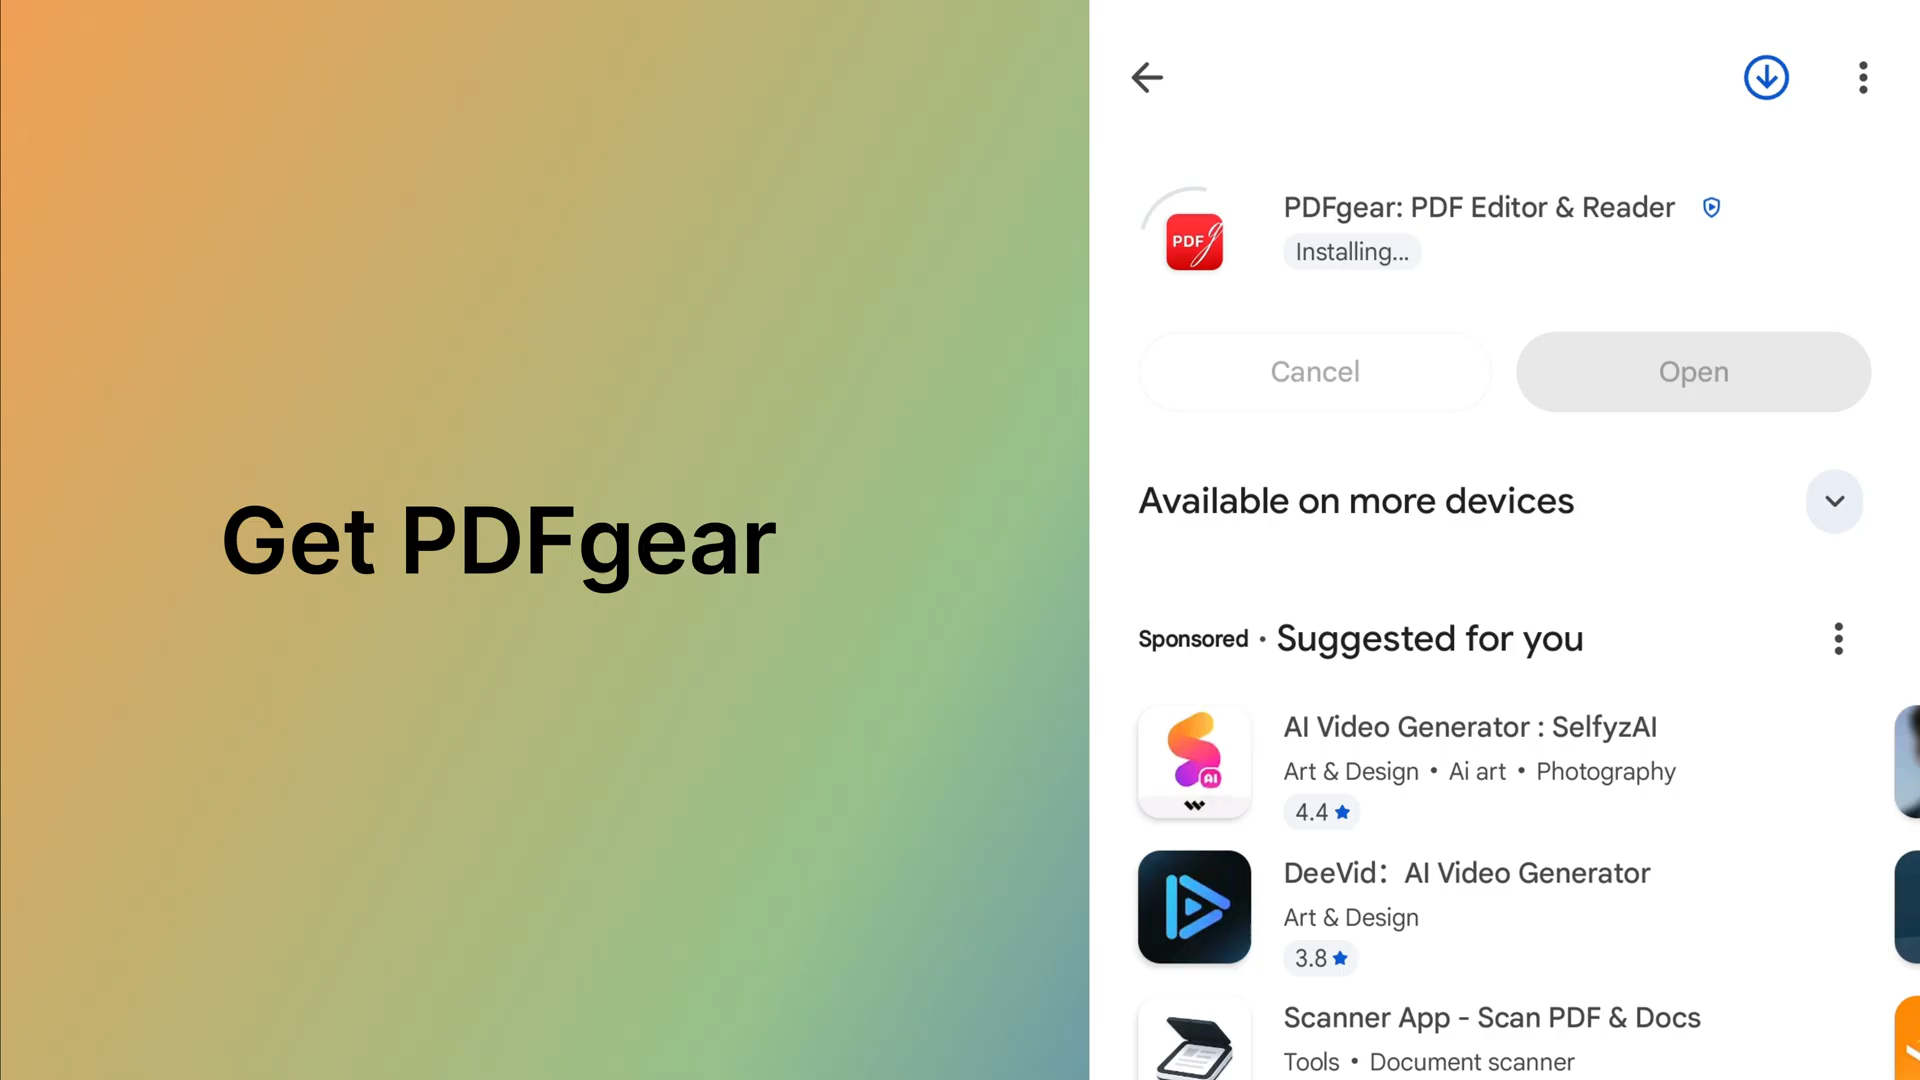 Get PDFgear
PDF
PDFgear: PDF Editor & Reader
Installing...
Cancel
Open
Available on more devices
Sponsored • Suggested for you
AI
AI Video Generator : SelfyzAI
Art & Design • Ai art • Photography
4.4
DeeVid： AI Video Generator
Art & Design
3.8
Scanner App - Scan PDF & Docs
Tools • Document scanner